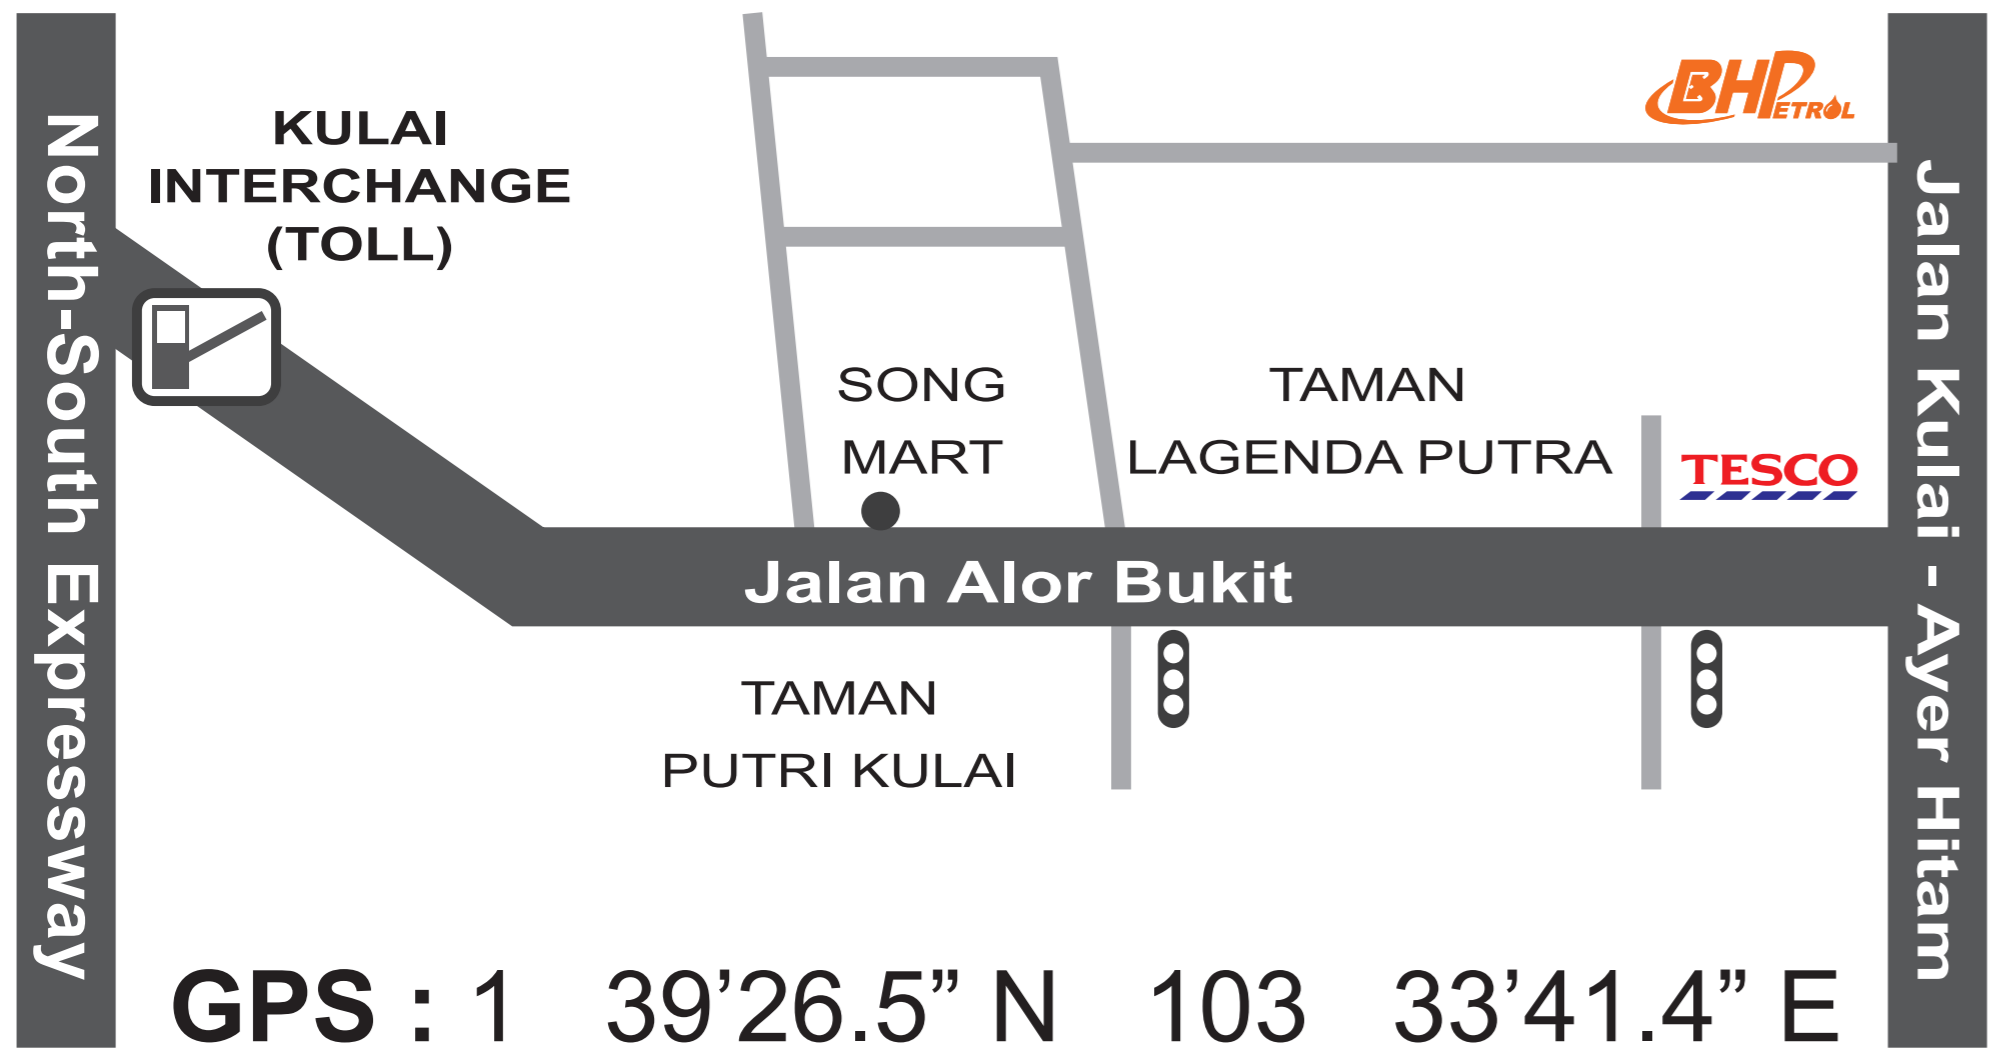 North-South Expressway
KULAI
INTERCHANGE
(TOLL)
BHPETROL
Jalan Kulai - Ayer Hitam
SONG
MART
TAMAN
LAGENDA PUTRA
TESCO
Jalan Alor Bukit
TAMAN
PUTRI KULAI
GPS : 1 39’26.5” N 103 33’41.4” E